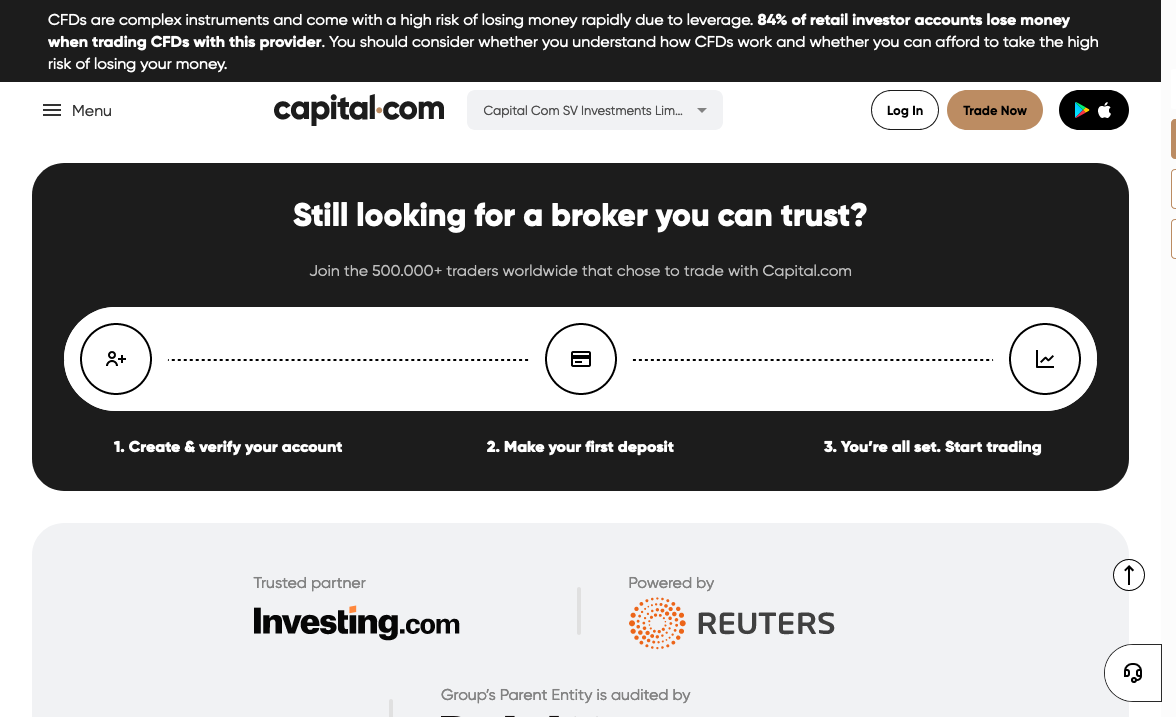 CFDs are complex instruments and come with a high risk of losing money rapidly due to leverage. 84% of retail investor accounts lose money
when trading CFDs with this provider. You should consider whether you understand how CFDs work and whether you can afford to take the high
risk of losing your money.
Menu
capital.com
Capital Com SV Investments Lim...
Log In
Trade Now
Still looking for a broker you can trust?
Join the 500.000+ traders worldwide that chose to trade with Capital.com
1. Create & verify your account
2. Make your first deposit
3. You're all set. Start trading
Trusted partner
Investing.com
Powered by
REUTERS
Group's Parent Entity is audited by